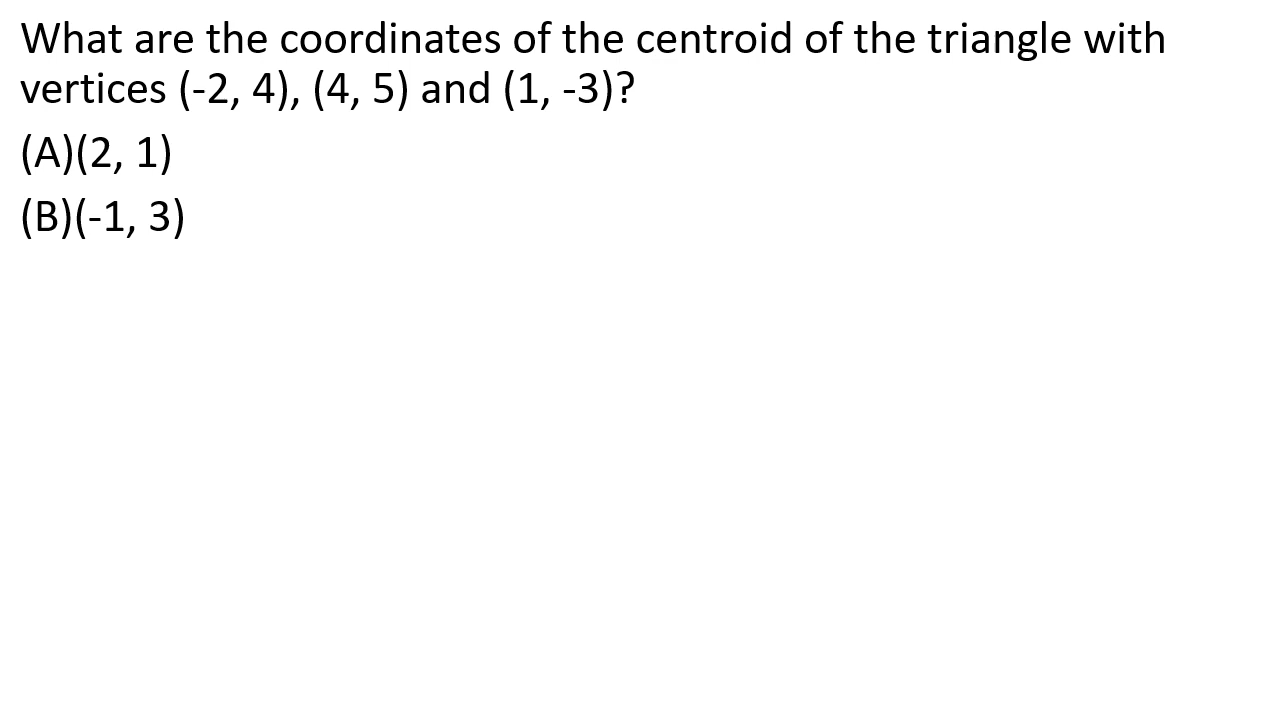 What are the coordinates of the centroid of the triangle with
vertices (-2, 4), (4, 5) and (1, -3)?
(A)(2, 1)
(B)(-1, 3)